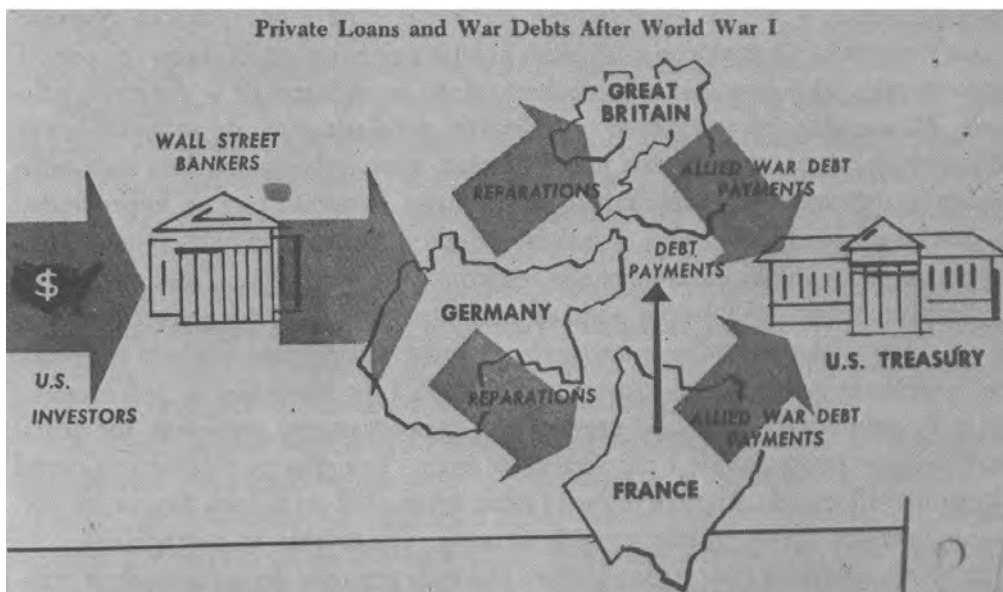 Private Loans and War Debts After World War I
GREAT
BRITAIN
WALL STREET
BANKERS
REPARATIONS
ALLIED WAR DEBT
PAYMENTS
$
DEBT
PAYMENTS
GERMANY
U.S. TREASURY
U.S.
INVESTORS
REPARATIONS
ALLIED WAR DEBT
PAYMENTS
FRANCE